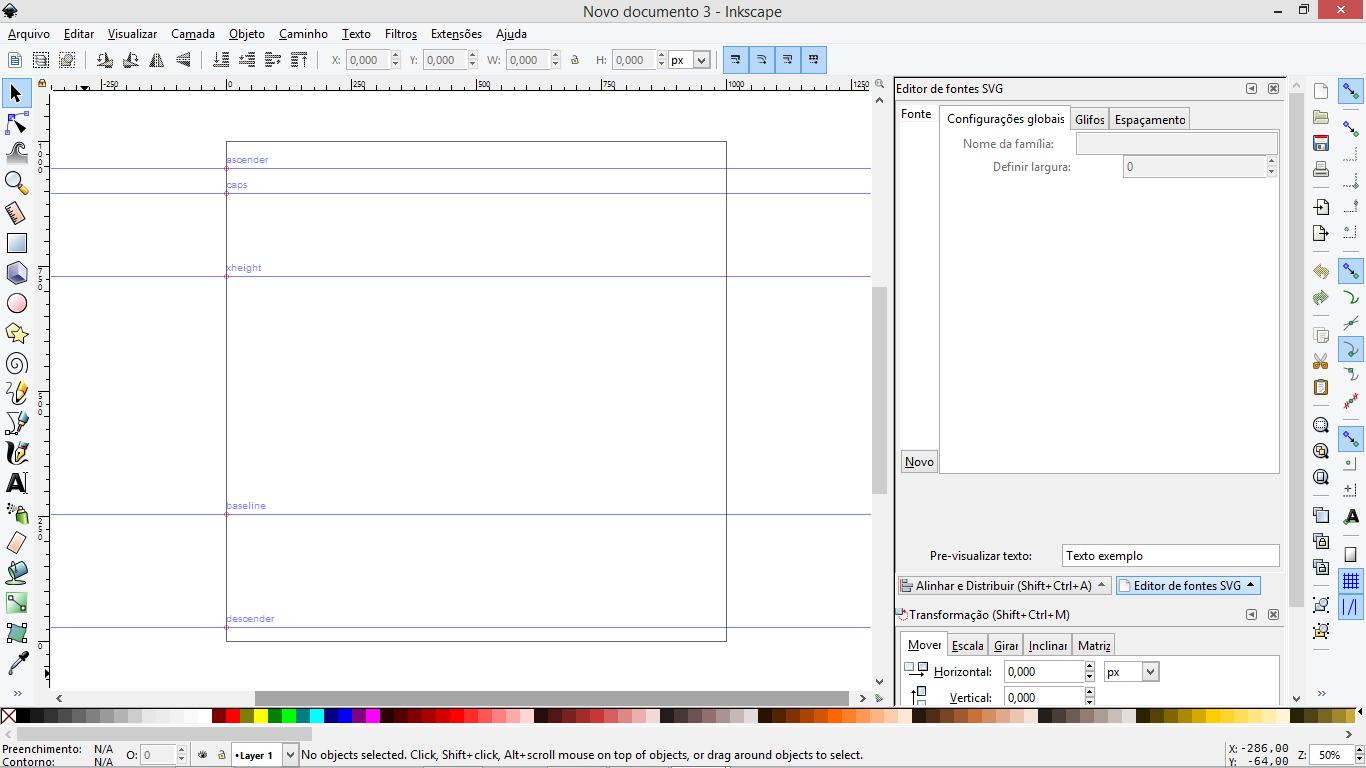 Novo documento 3 - Inkscape
Arquivo Editar Visualizar Camada Objeto Caminho Texto Filtros Extensões Ajuda
X: 0,000 Y: 0,000 W: 0,000 H: 0,000 px
-250 0 250 500 750 1000 1250
Editor de fontes SVG
Fonte
Configurações globais Glifos Espaçamento
Nome da família:
Definir largura: 0
1000
ascender
caps
xheight
750
500
Novo
baseline
250
Pre-visualizar texto: Texto exemplo
Alinhar e Distribuir (Shift+Ctrl+A) Editor de fontes SVG
descender
0
Transformação (Shift+Ctrl+M)
Mover Escala Girar Inclinar Matriz
Horizontal: 0,000 px
Vertical: 0,000
Preenchimento: N/A
Contorno: N/A
O: 0
•Layer 1
No objects selected. Click, Shift+click, Alt+scroll mouse on top of objects, or drag around objects to select.
X: -286,00
Y: -64,00
Z: 50%